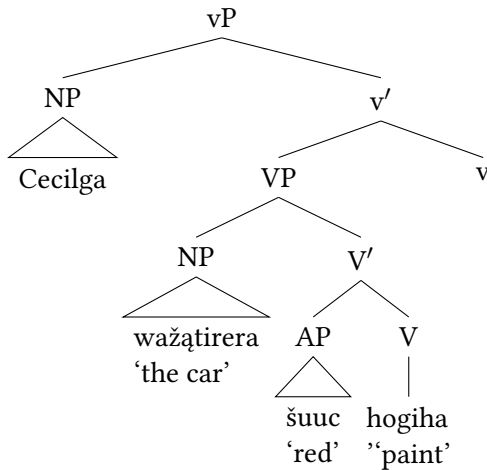 vP
NP v′
Cecilga VP v
NP V′
wažątirera AP V
‘the car’
šuuc hogiha
‘red’ ’‘paint’